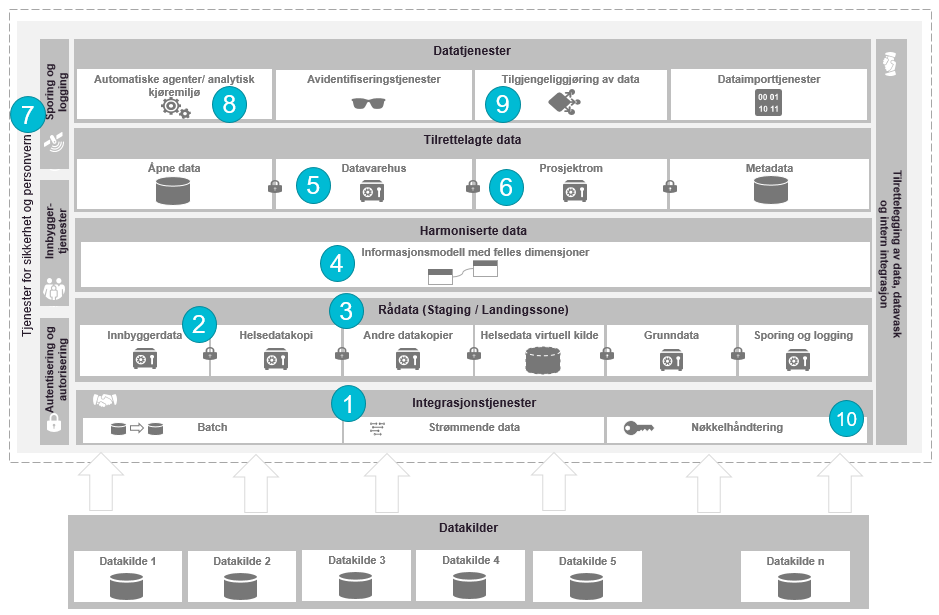 Datatjenester
Automatiske agenter/ analytisk
kjøremiljø
8
Avidentifiseringstjenester
Tilgjengeliggjøring av data
9
Dataimporttjenester
00 01
10 11
Tilrettelagte data
Åpne data
Datavarehus
5
Prosjektrom
6
Metadata
Harmoniserte data
Informasjonsmodell med felles dimensjoner
4
Rådata (Staging / Landingssone)
3
Innbyggerdata
2
Helsedatakopi
Andre datakopier
Helsedata virtuell kilde
Grunndata
Sporing og logging
Integrasjonstjenester
1
Batch
Strømmende data
Nøkkelhåndtering
10
Tjenester for sikkerhet og personvern
7
Sporing og
logging
Innbygger-
tjenester
Autentisering og
autorisering
Tilrettelegging av data, datavask
og intern integrasjon
Datakilder
Datakilde 1
Datakilde 2
Datakilde 3
Datakilde 4
Datakilde 5
Datakilde n